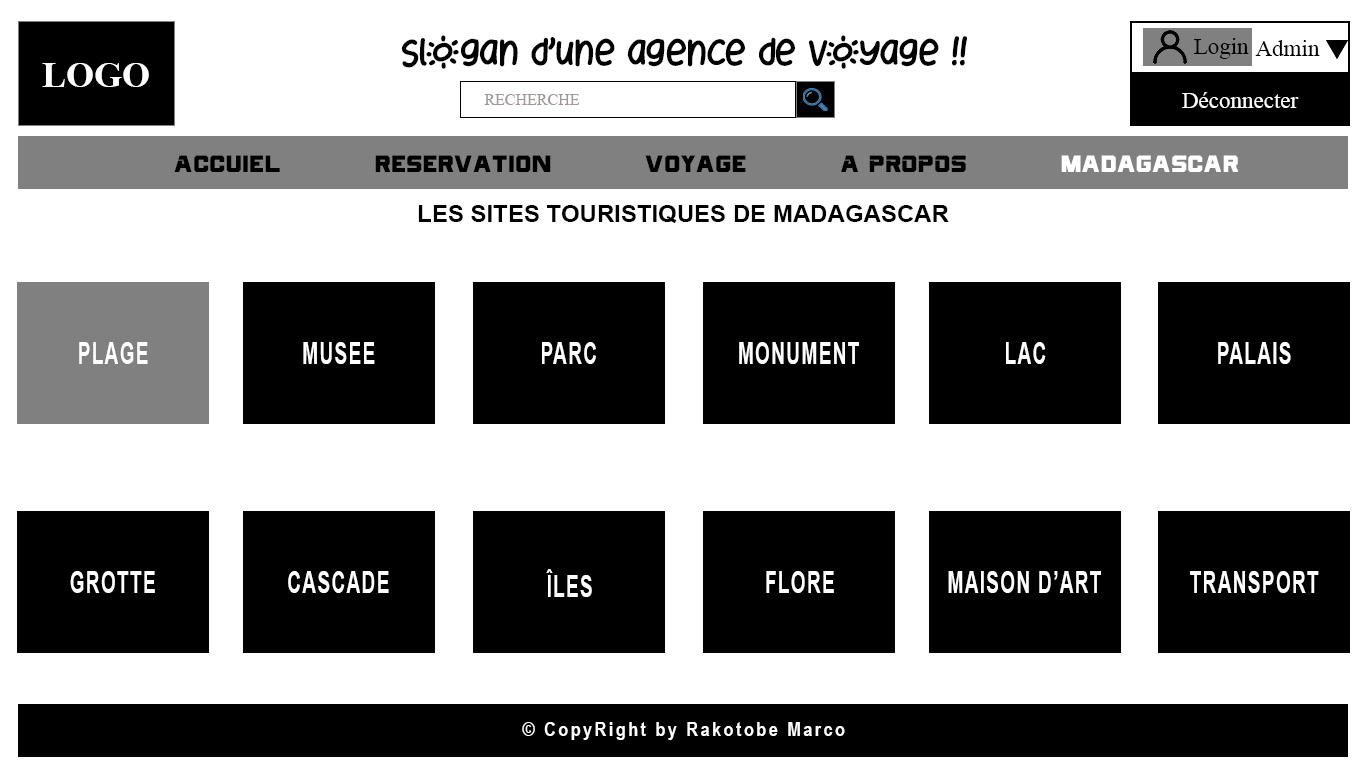 LOGO
slogan d'une agence de voyage !!
RECHERCHE
Login Admin
Déconnecter
ACCUIEL RESERVATION VOYAGE A PROPOS MADAGASCAR
LES SITES TOURISTIQUES DE MADAGASCAR
PLAGE MUSEE PARC MONUMENT LAC PALAIS
GROTTE CASCADE ÎLES FLORE MAISON D’ART TRANSPORT
© CopyRight by Rakotobe Marco